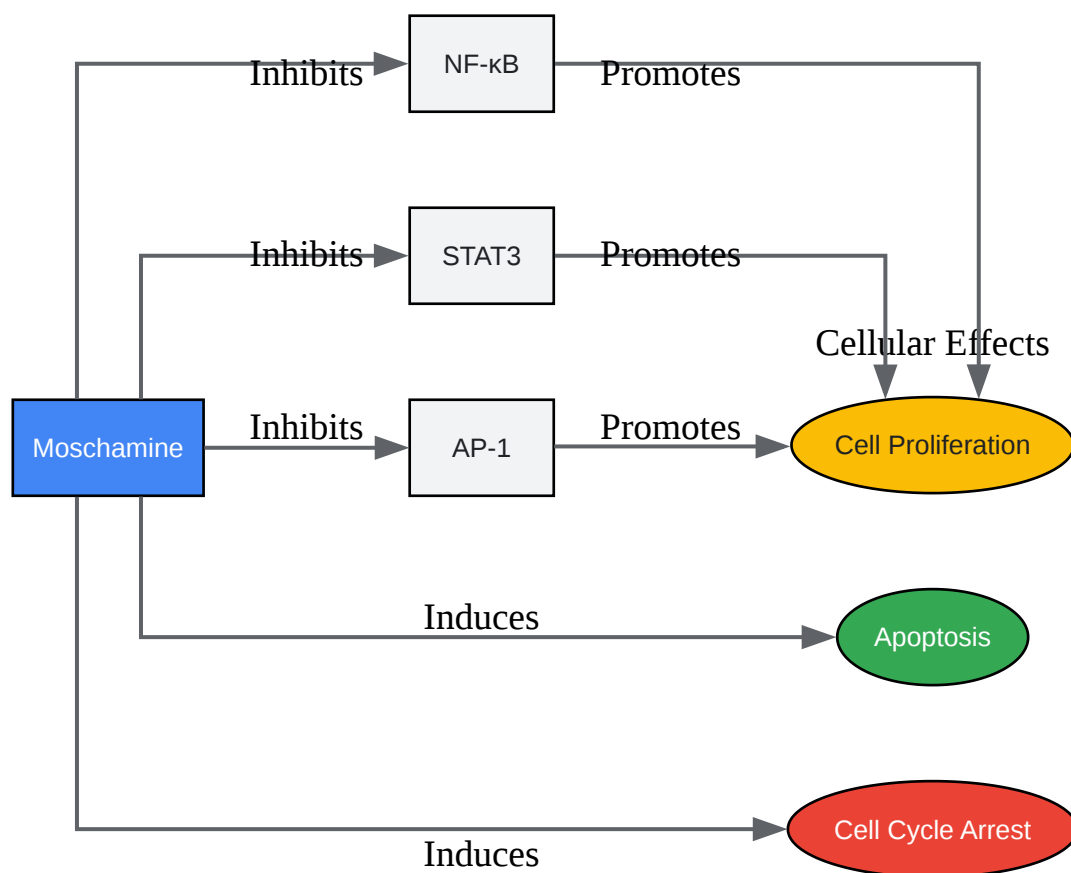 Inhibits
NF-κB
Promotes
Inhibits
STAT3
Promotes
Cellular Effects
Moschamine
Inhibits
AP-1
Promotes
Cell Proliferation
Induces
Apoptosis
Induces
Cell Cycle Arrest